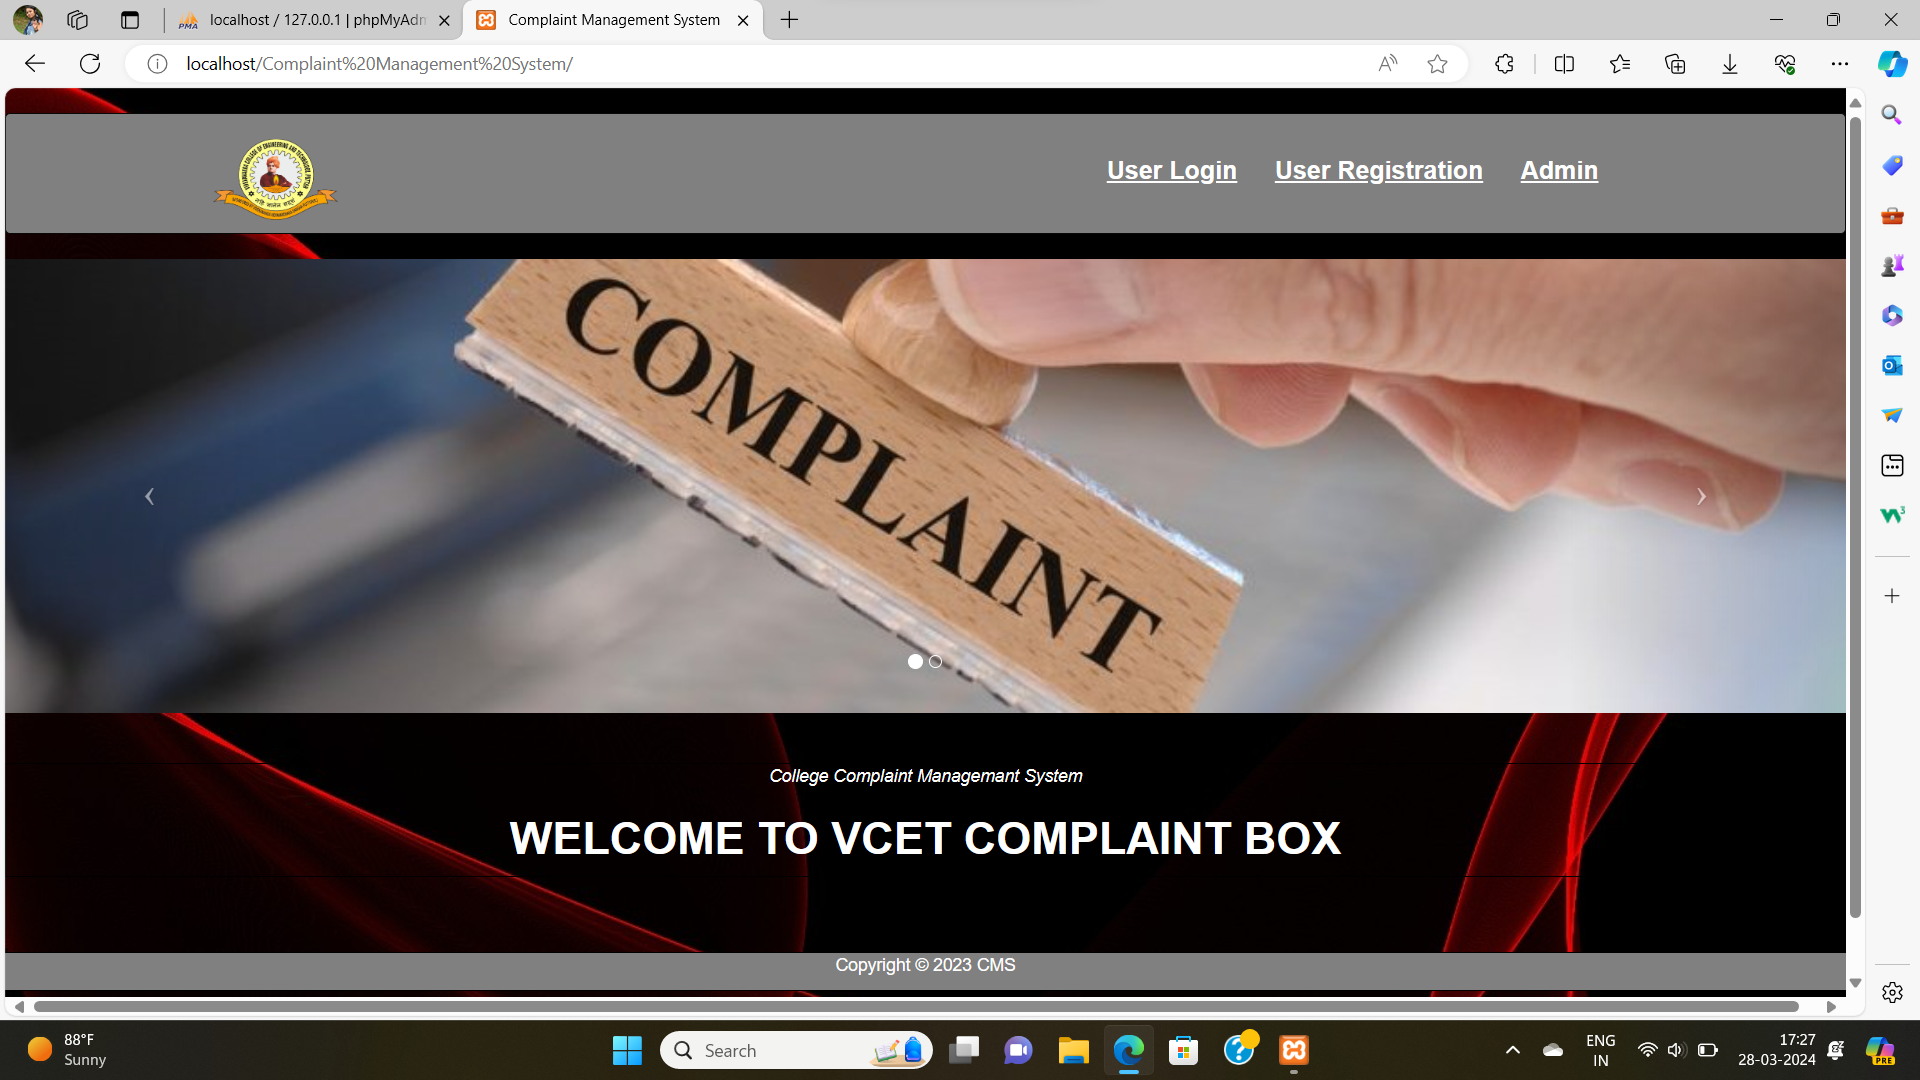 localhost / 127.0.0.1 | phpMyAdm
Complaint Management System
localhost/Complaint%20Management%20System/
User Login
User Registration
Admin
COMPLAINT
College Complaint Managemant System
WELCOME TO VCET COMPLAINT BOX
Copyright © 2023 CMS
88°F
Sunny
Search
ENG
IN
17:27
28-03-2024
PRE